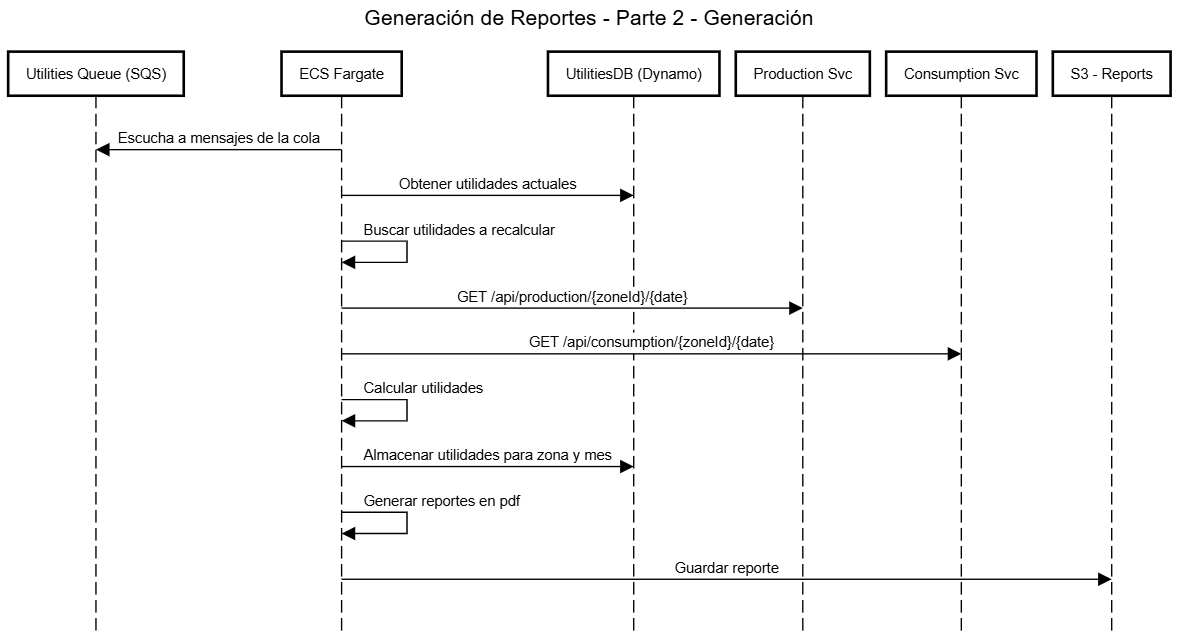 Generación de Reportes - Parte 2 - Generación
Utilities Queue (SQS)
ECS Fargate
UtilitiesDB (Dynamo)
Production Svc
Consumption Svc
S3 - Reports
Escucha a mensajes de la cola
Obtener utilidades actuales
Buscar utilidades a recalcular
GET /api/production/{zoneId}/{date}
GET /api/consumption/{zoneId}/{date}
Calcular utilidades
Almacenar utilidades para zona y mes
Generar reportes en pdf
Guardar reporte